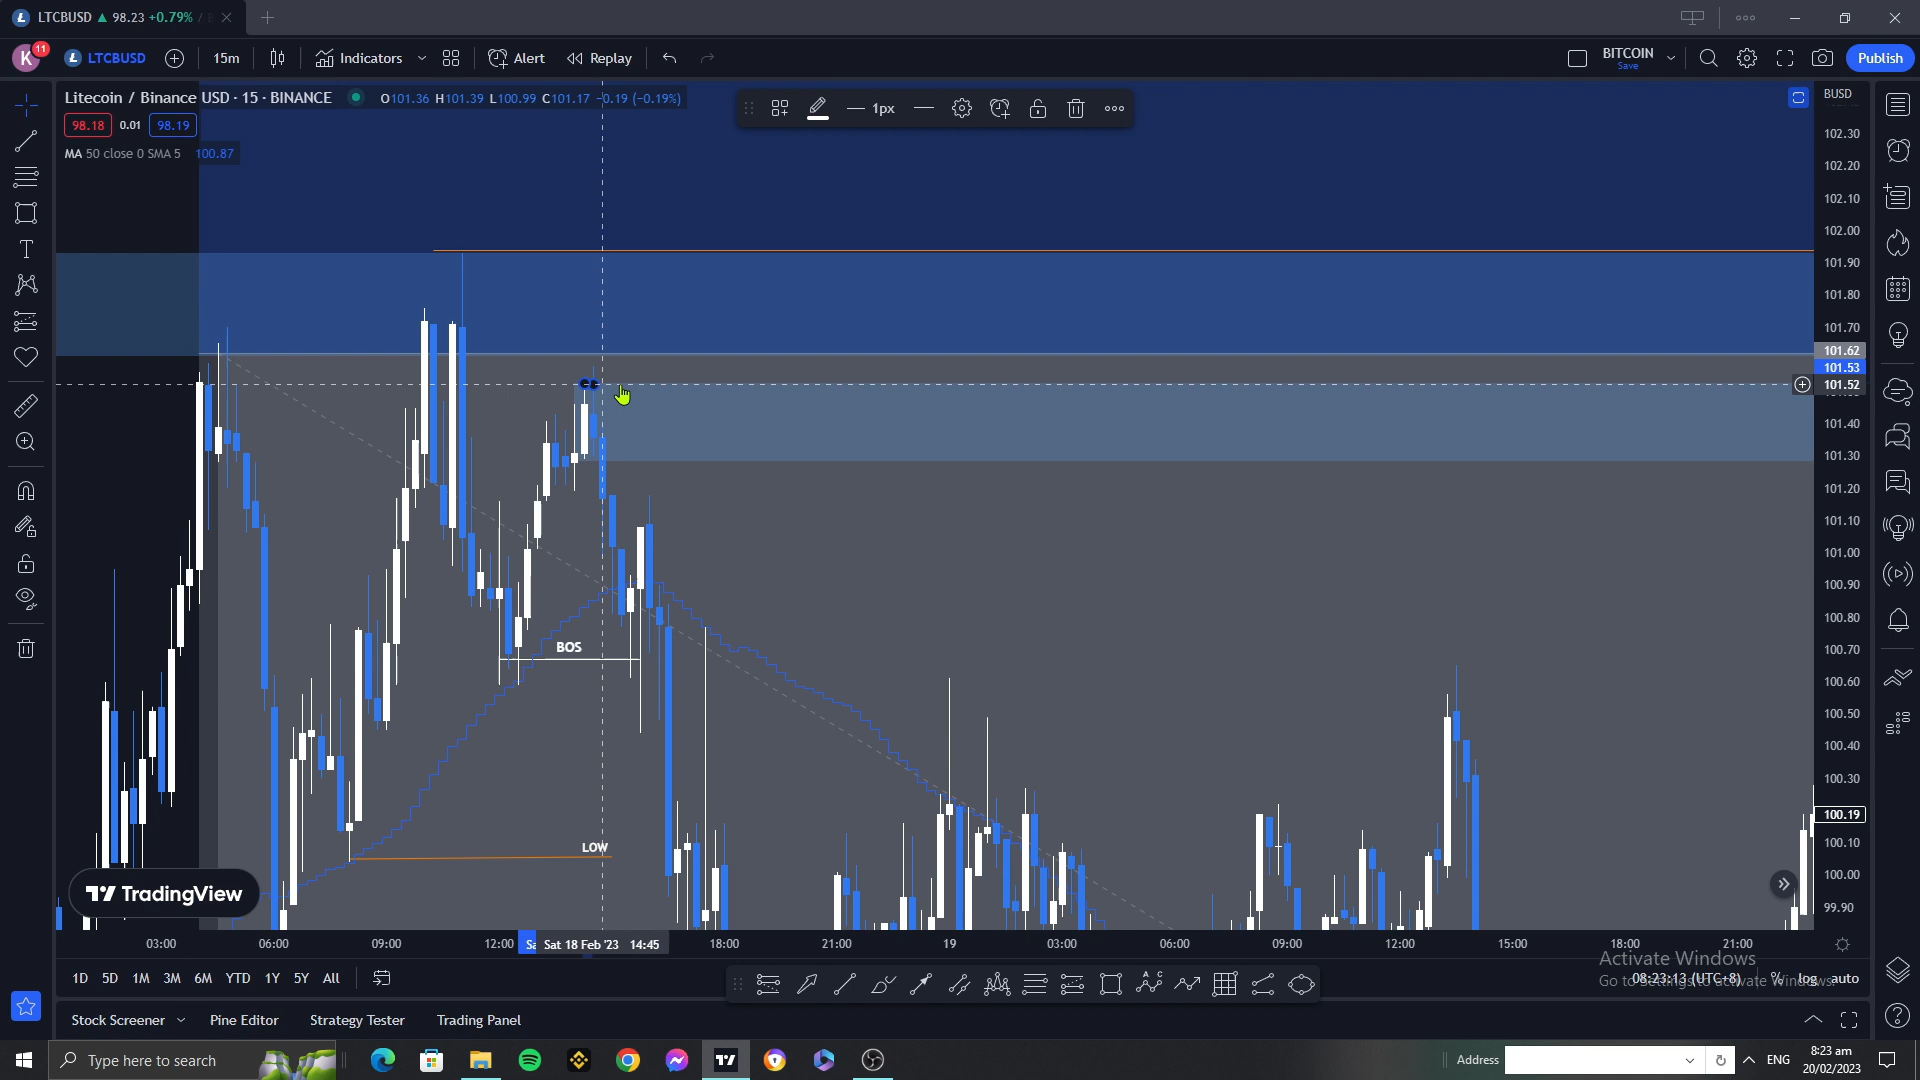 LTCBUSD ▲ 98.23 +0.79% /
K
11
LTCBUSD
15m
Indicators
Alert
Replay
BITCOIN
Save
Publish
Litecoin / Binance USD · 15 · BINANCE
O101.36 H101.39 L100.99 C101.17 −0.19 (−0.19%)
98.18
0.01
98.19
MA 50 close 0 SMA 5 100.87
1px
BUSD
102.30
102.20
102.10
102.00
101.90
101.80
101.70
101.62
101.53
101.52
101.40
101.30
101.20
101.10
101.00
100.90
100.80
100.70
100.60
100.50
100.40
100.30
100.19
100.10
100.00
99.90
BOS
LOW
TradingView
03:00
06:00
09:00
12:00
Sat 18 Feb '23 14:45
18:00
21:00
19
03:00
06:00
09:00
12:00
15:00
18:00
21:00
1D
5D
1M
3M
6M
YTD
1Y
5Y
All
08:23:13 (UTC+8)
%
log
auto
Activate Windows
Go to Settings to activate Windows.
Stock Screener
Pine Editor
Strategy Tester
Trading Panel
Type here to search
Address
ENG
8:23 am
20/02/2023